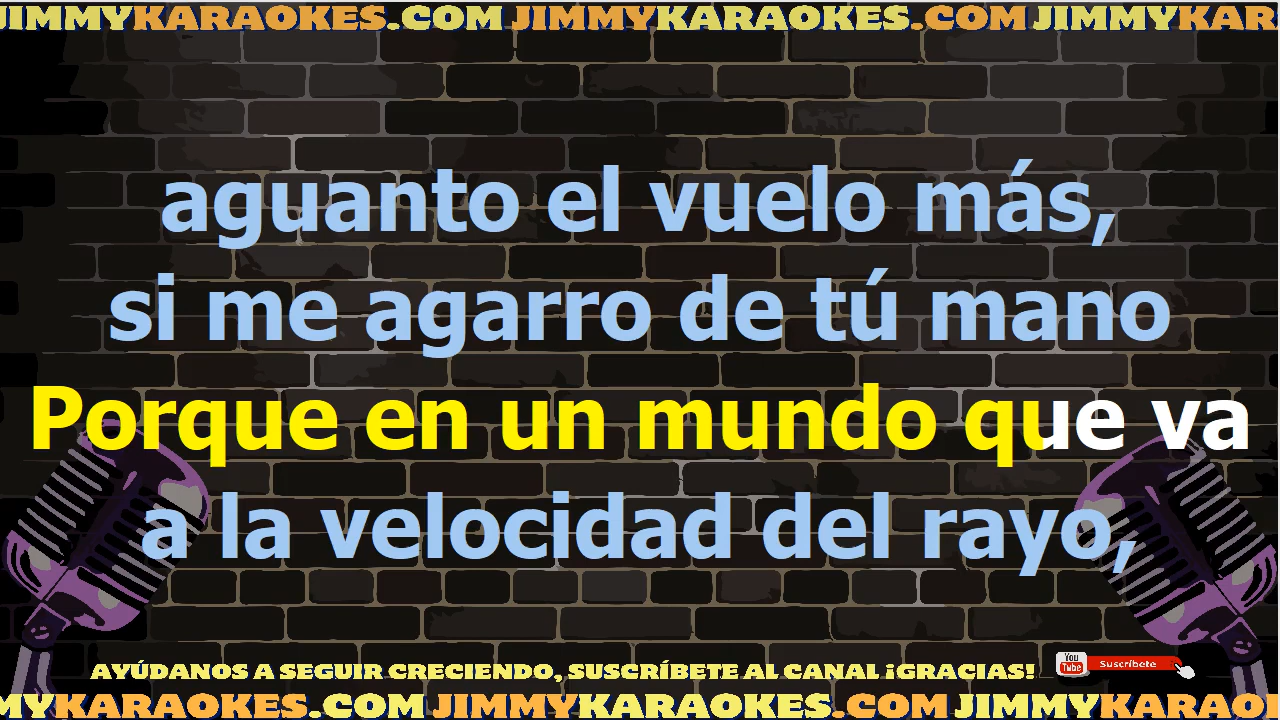 JIMMYKARAOKES.COM JIMMYKARAOKES.COM JIMMYKAR
aguanto el vuelo más,
si me agarro de tú mano
Porque en un mundo que va
a la velocidad del rayo,
AYÚDANOS A SEGUIR CRECIENDO, SUSCRÍBETE AL CANAL ¡GRACIAS!
You Tube Suscríbete
MYKARAOKES.COM JIMMYKARAOKES.COM JIMMYKARAOK